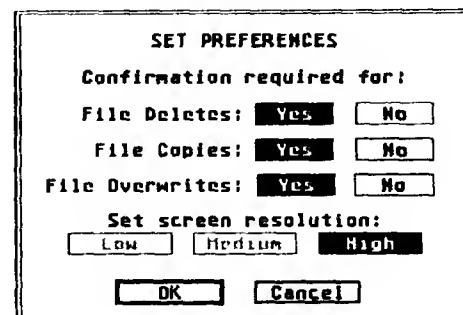 SET PREFERENCES
Confirmation required for:
File Deletes: Yes No
File Copies: Yes No
File Overwrites: Yes No
Set screen resolution:
Low Medium High
OK Cancel